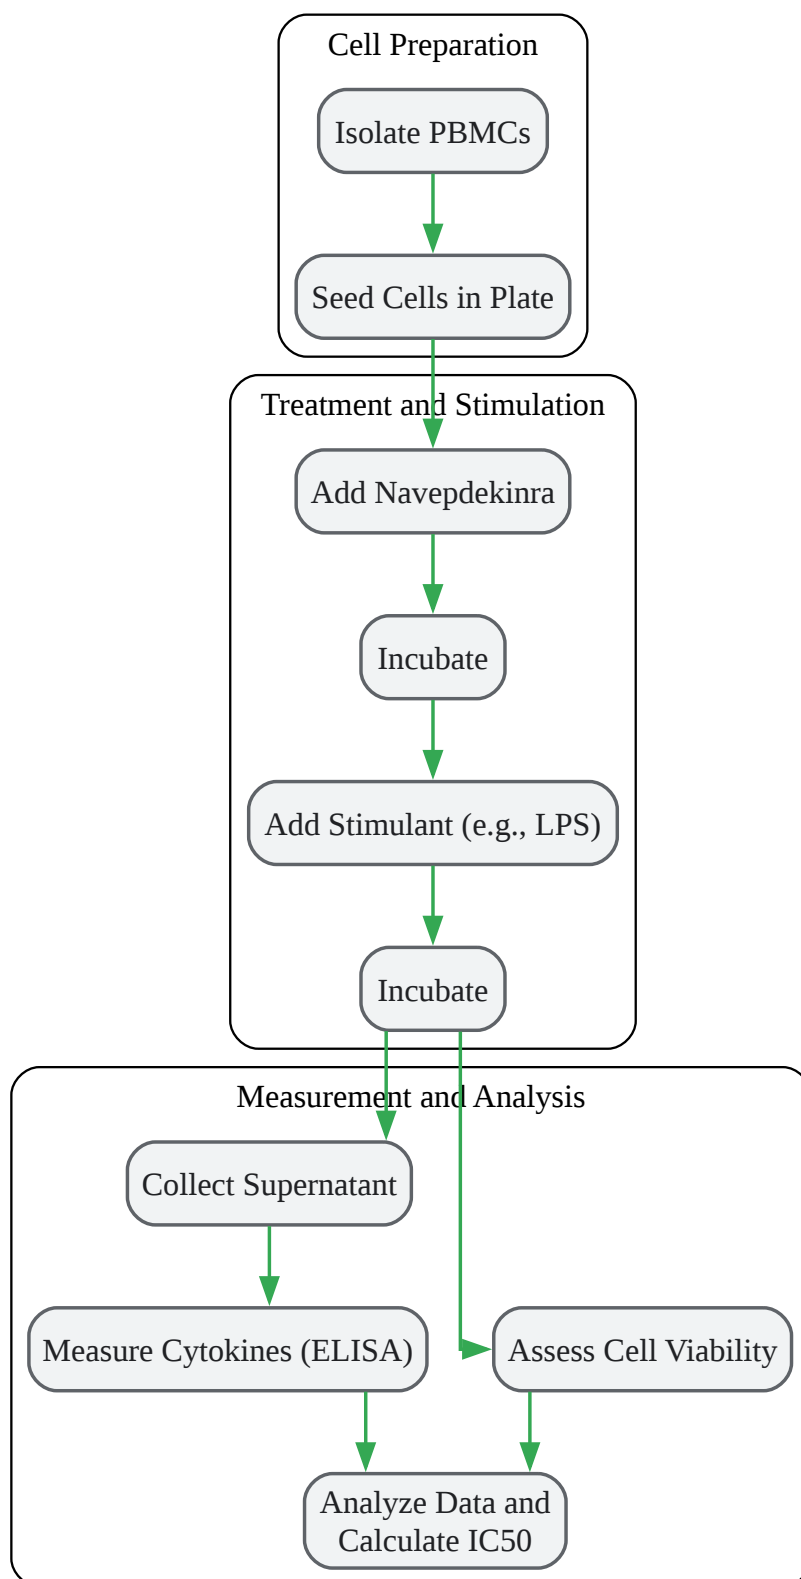 Cell Preparation
Isolate PBMCs
Seed Cells in Plate
Treatment and Stimulation
Add Navepdekinra
Incubate
Add Stimulant (e.g., LPS)
Incubate
Measurement and Analysis
Collect Supernatant
Measure Cytokines (ELISA)
Assess Cell Viability
Analyze Data and
Calculate IC50